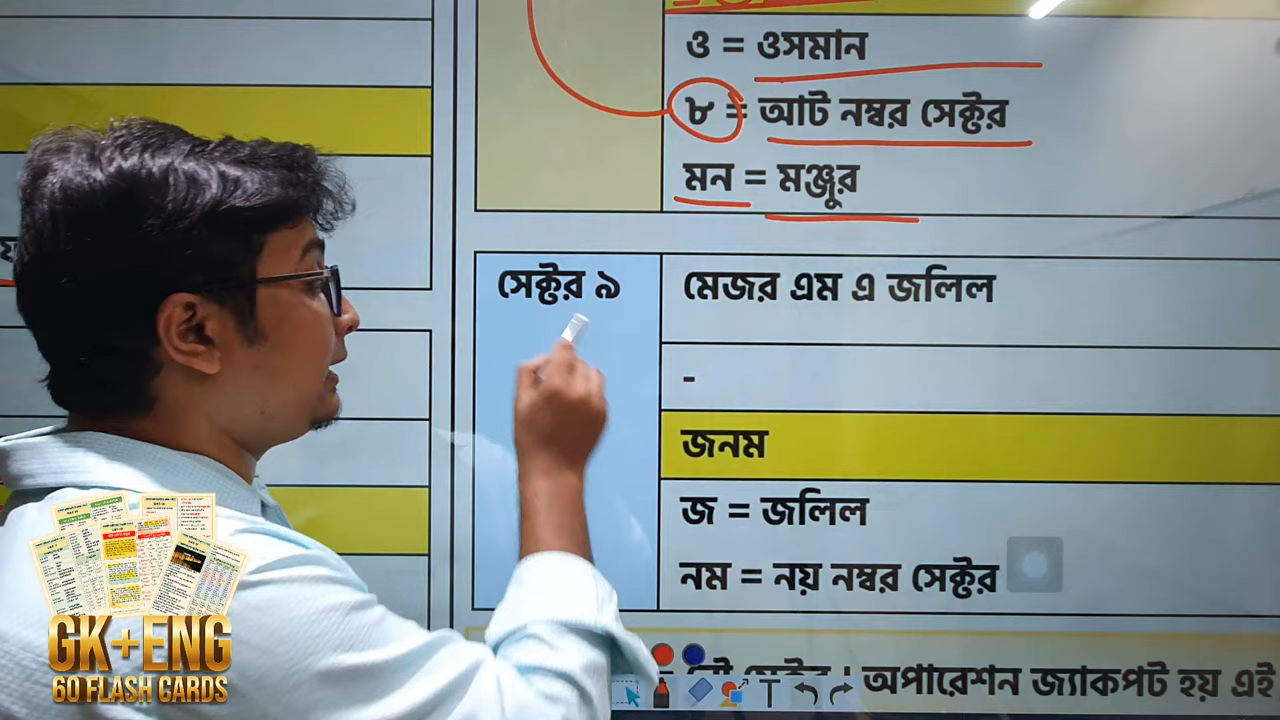 ও = ওসমান
৮ = আট নম্বর সেক্টর
মন = মঞ্জুর
সেক্টর ৯
মেজর এম এ জলিল
-
জনম
জ = জলিল
নম = নয় নম্বর সেক্টর
অপারেশন জ্যাকপট হয় এই
GK+ENG
60 FLASH CARDS